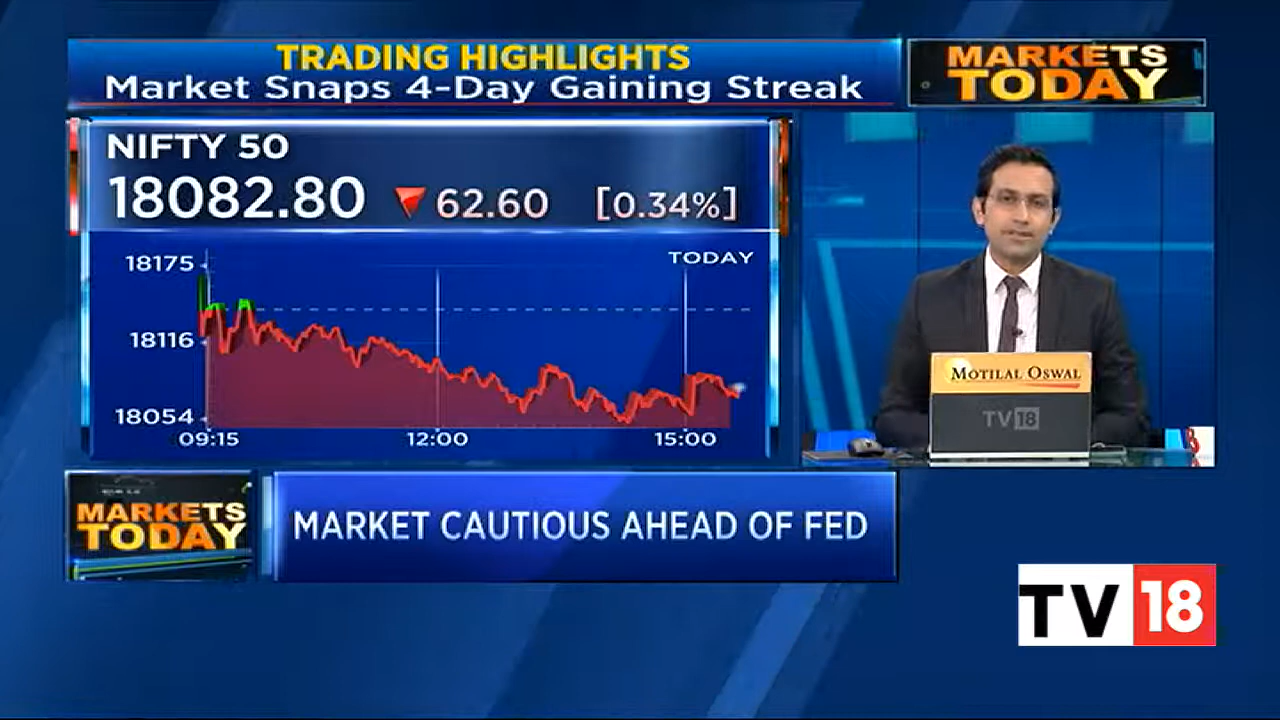 TRADING HIGHLIGHTS
Market Snaps 4-Day Gaining Streak
MARKETS
TODAY
NIFTY 50
18082.80 ▼ 62.60 [0.34%]
TODAY
18175
18116
18054
09:15 12:00 15:00
MOTILAL OSWAL
TV18
MARKETS
TODAY
MARKET CAUTIOUS AHEAD OF FED
TV18